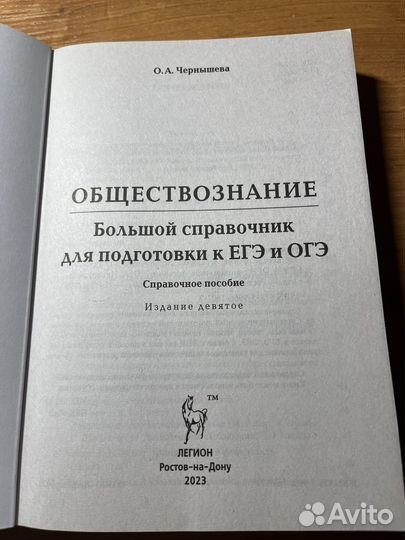 О. А. Чернышева
ОБЩЕСТВОЗНАНИЕ
Большой справочник
для подготовки к ЕГЭ и ОГЭ
Справочное пособие
Издание девятое
™
ЛЕГИОН
Ростов-на-Дону
2023
Avito